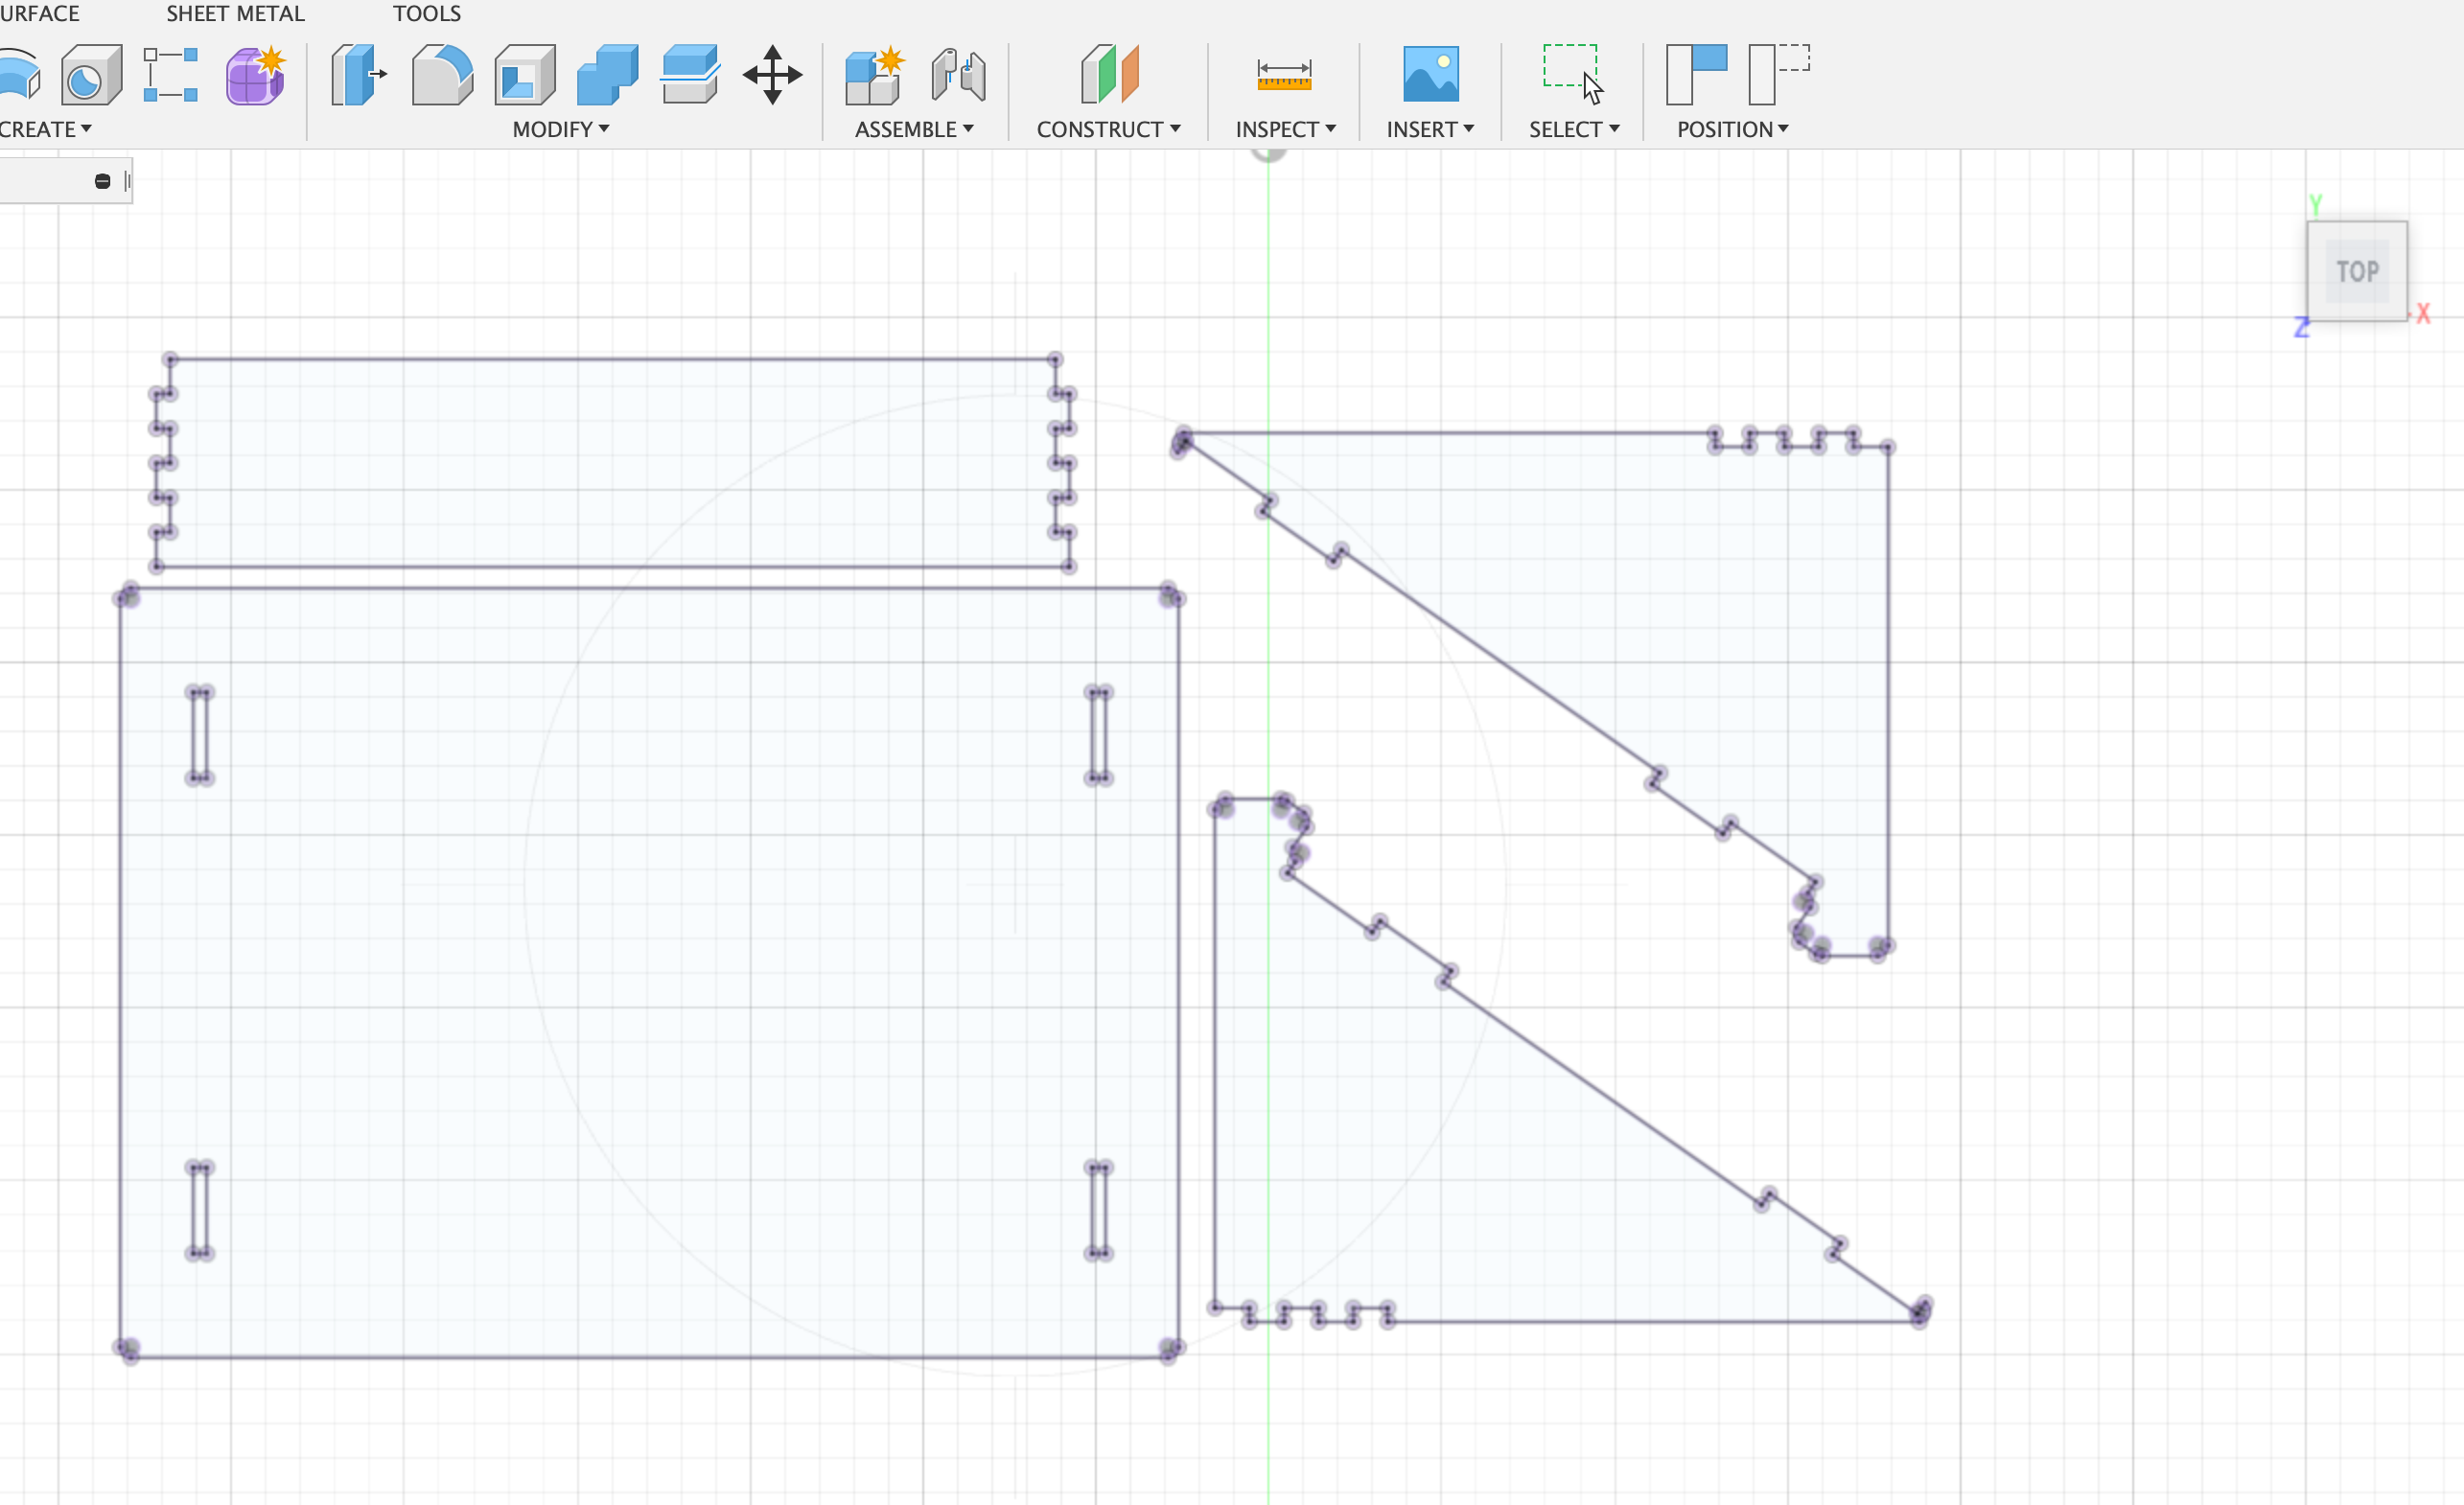 URFACE SHEET METAL TOOLS
CREATE MODIFY ASSEMBLE CONSTRUCT INSPECT INSERT SELECT POSITION
Y
TOP
X
Z